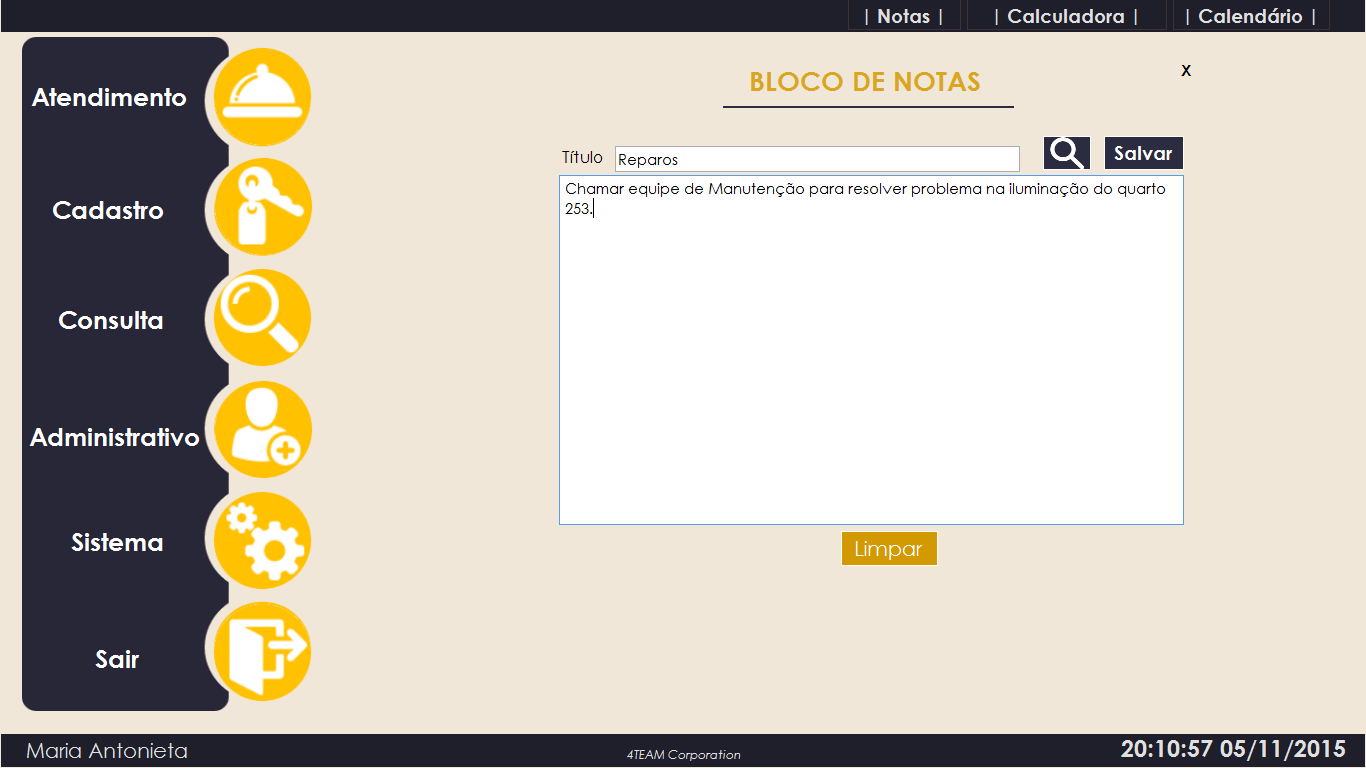 | Notas | | Calculadora | | Calendário |
Atendimento
Cadastro
Consulta
Administrativo
Sistema
Sair
BLOCO DE NOTAS
x
Título Reparos Salvar
Chamar equipe de Manutenção para resolver problema na iluminação do quarto
253.
Limpar
Maria Antonieta 4TEAM Corporation 20:10:57 05/11/2015